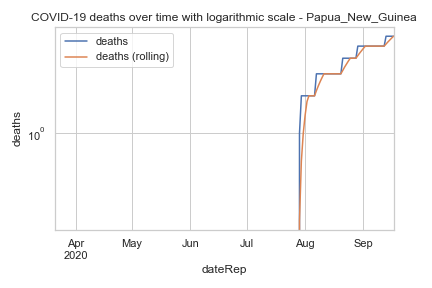 COVID-19 deaths over time with logarithmic scale - Papua_New_Guinea
deaths
deaths (rolling)
deaths
10⁰
Apr May Jun Jul Aug Sep
2020
dateRep